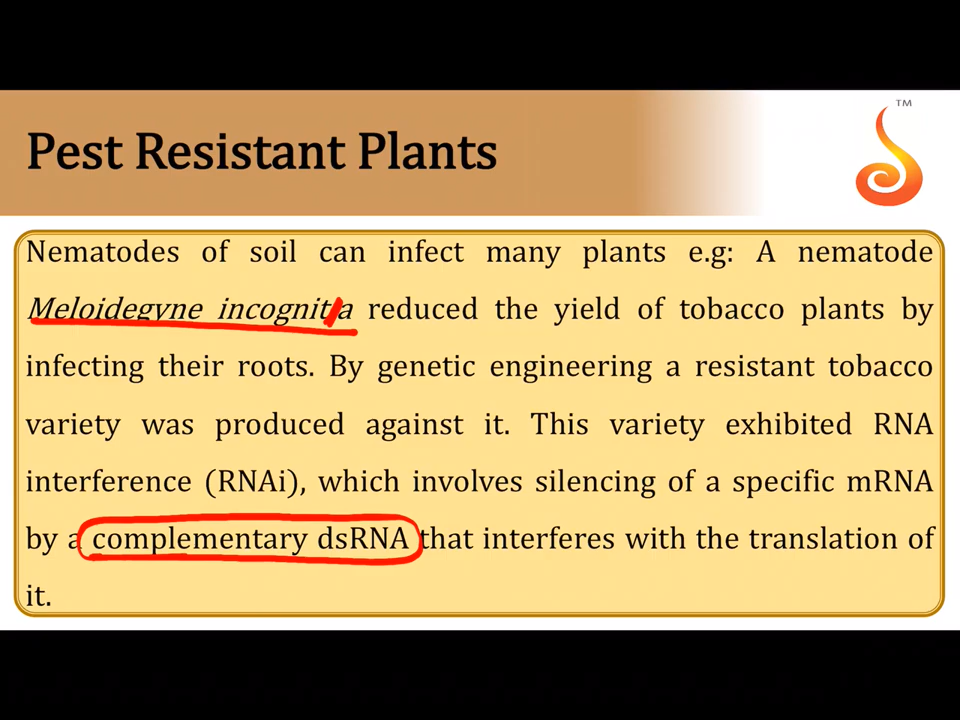 TM
Pest Resistant Plants
Nematodes of soil can infect many plants e.g: A nematode
Meloidegyne incognitia reduced the yield of tobacco plants by
infecting their roots. By genetic engineering a resistant tobacco
variety was produced against it. This variety exhibited RNA
interference (RNAi), which involves silencing of a specific mRNA
by a complementary dsRNA that interferes with the translation of
it.